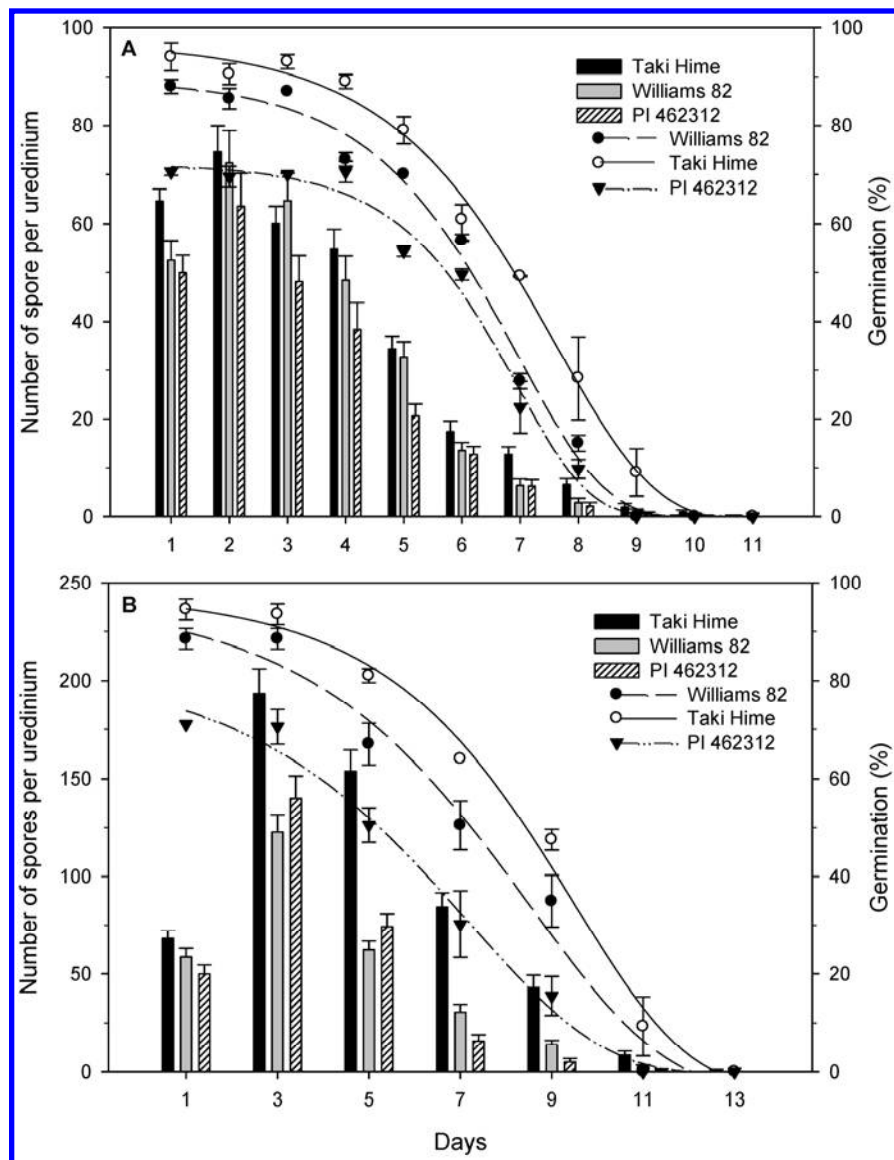 A
Taki Hime
Williams 82
PI 462312
Williams 82
Taki Hime
PI 462312
Number of spore per uredinium
Germination (%)
100
80
60
40
20
0
100
80
60
40
20
0
1 2 3 4 5 6 7 8 9 10 11
B
Taki Hime
Williams 82
PI 462312
Williams 82
Taki Hime
PI 462312
Number of spores per uredinium
Germination (%)
250
200
150
100
50
0
100
80
60
40
20
0
1 3 5 7 9 11 13
Days